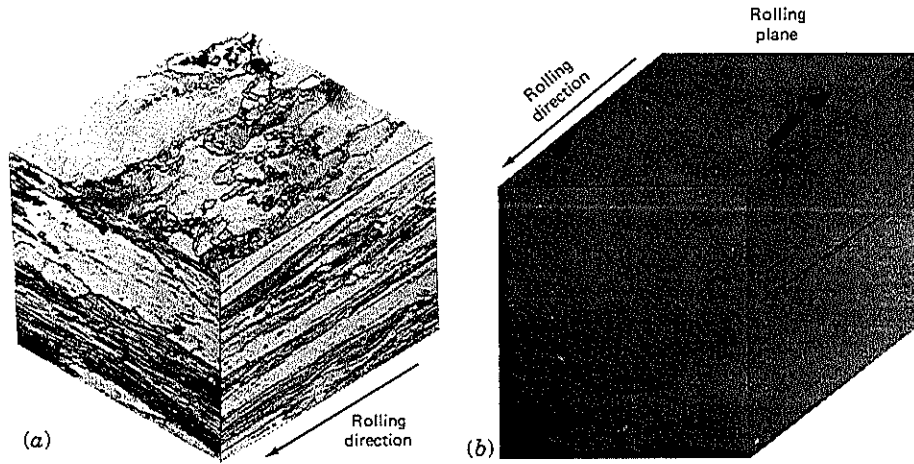 (a)
Rolling
direction
Rolling
direction
Rolling
plane
(b)